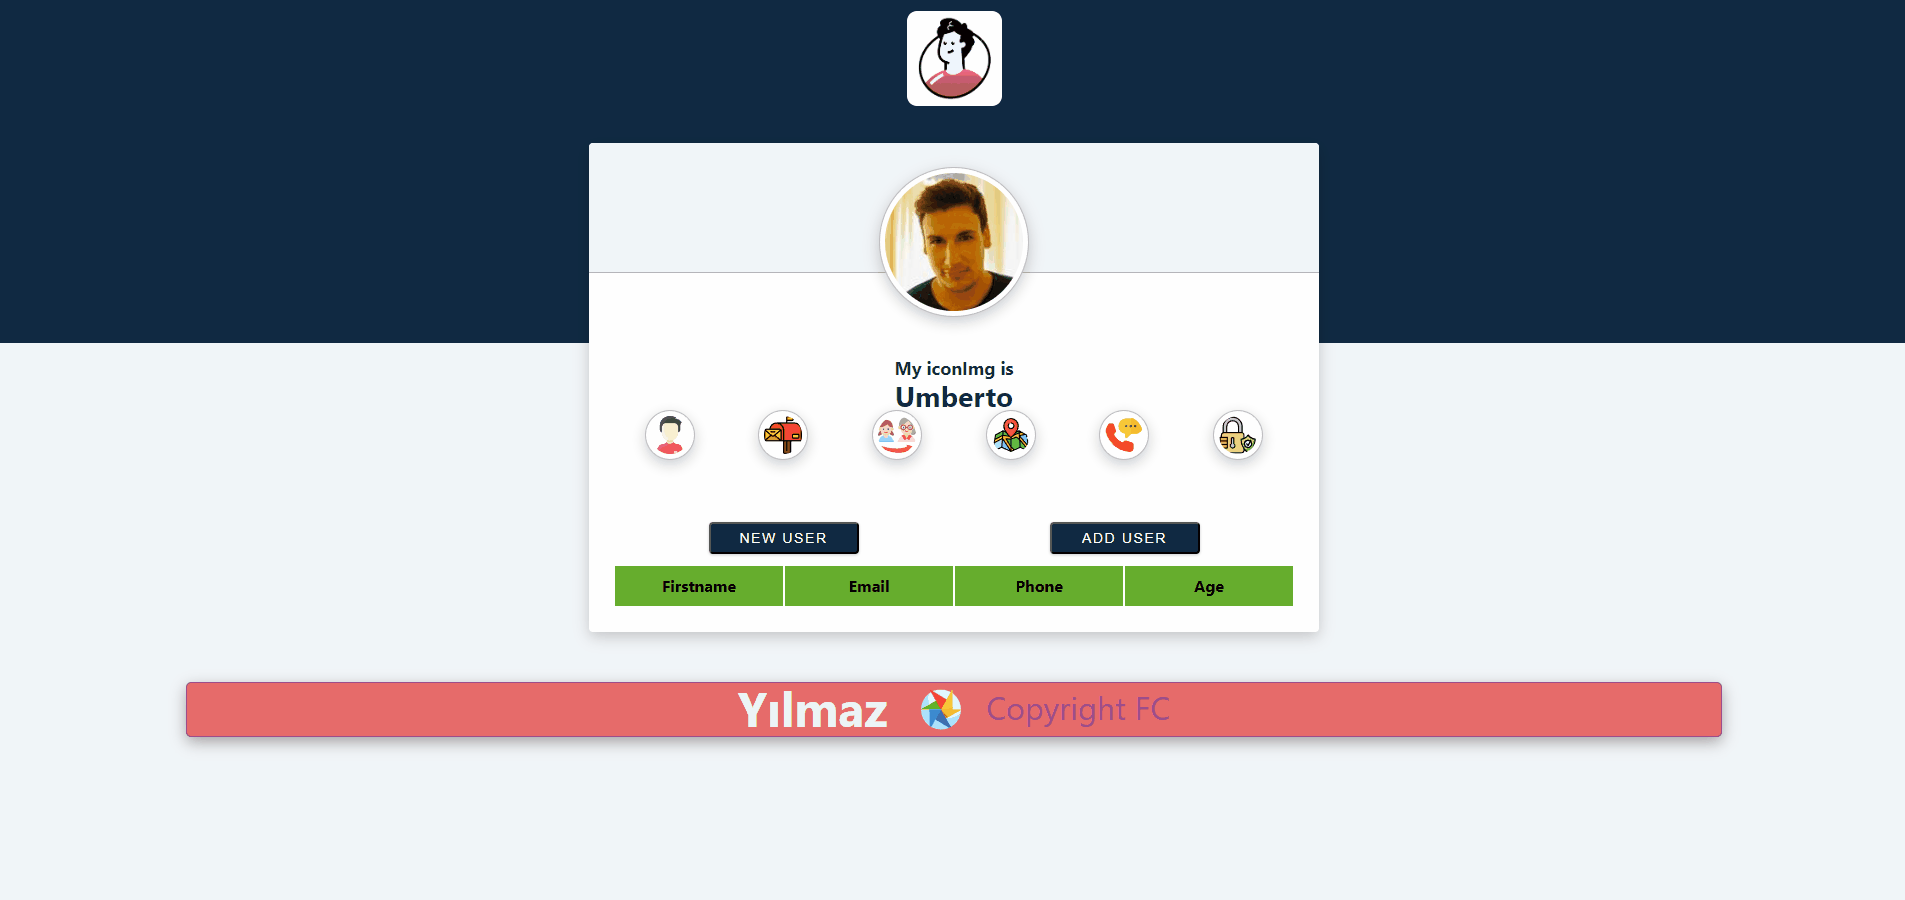 My iconImg is
Umberto
NEW USER ADD USER
Firstname Email Phone Age
Yılmaz Copyright FC